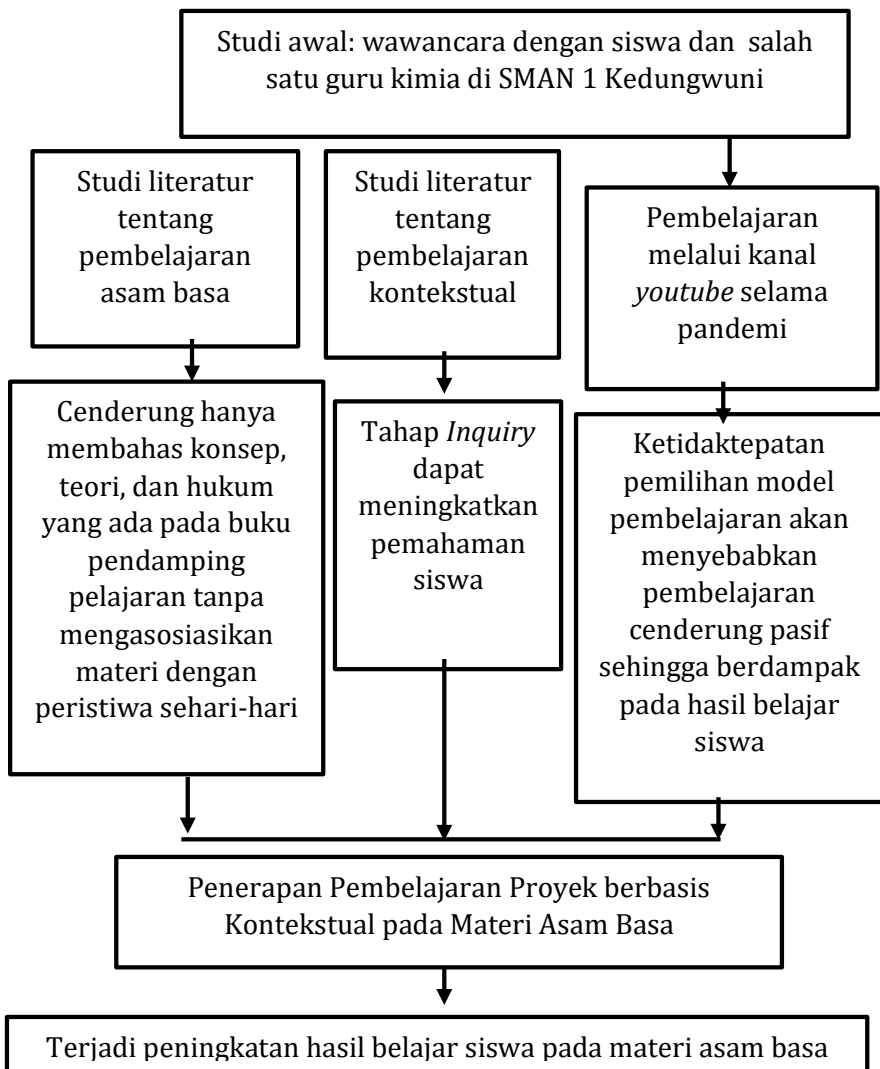 Studi awal: wawancara dengan siswa dan salah
satu guru kimia di SMAN 1 Kedungwuni
Studi literatur
tentang
pembelajaran
asam basa
Studi literatur
tentang
pembelajaran
kontekstual
Pembelajaran
melalui kanal
youtube selama
pandemi
Cenderung hanya
membahas konsep,
teori, dan hukum
yang ada pada buku
pendamping
pelajaran tanpa
mengasosiasikan
materi dengan
peristiwa sehari-hari
Tahap Inquiry
dapat
meningkatkan
pemahaman
siswa
Ketidaktepatan
pemilihan model
pembelajaran akan
menyebabkan
pembelajaran
cenderung pasif
sehingga berdampak
pada hasil belajar
siswa
Penerapan Pembelajaran Proyek berbasis
Kontekstual pada Materi Asam Basa
Terjadi peningkatan hasil belajar siswa pada materi asam basa